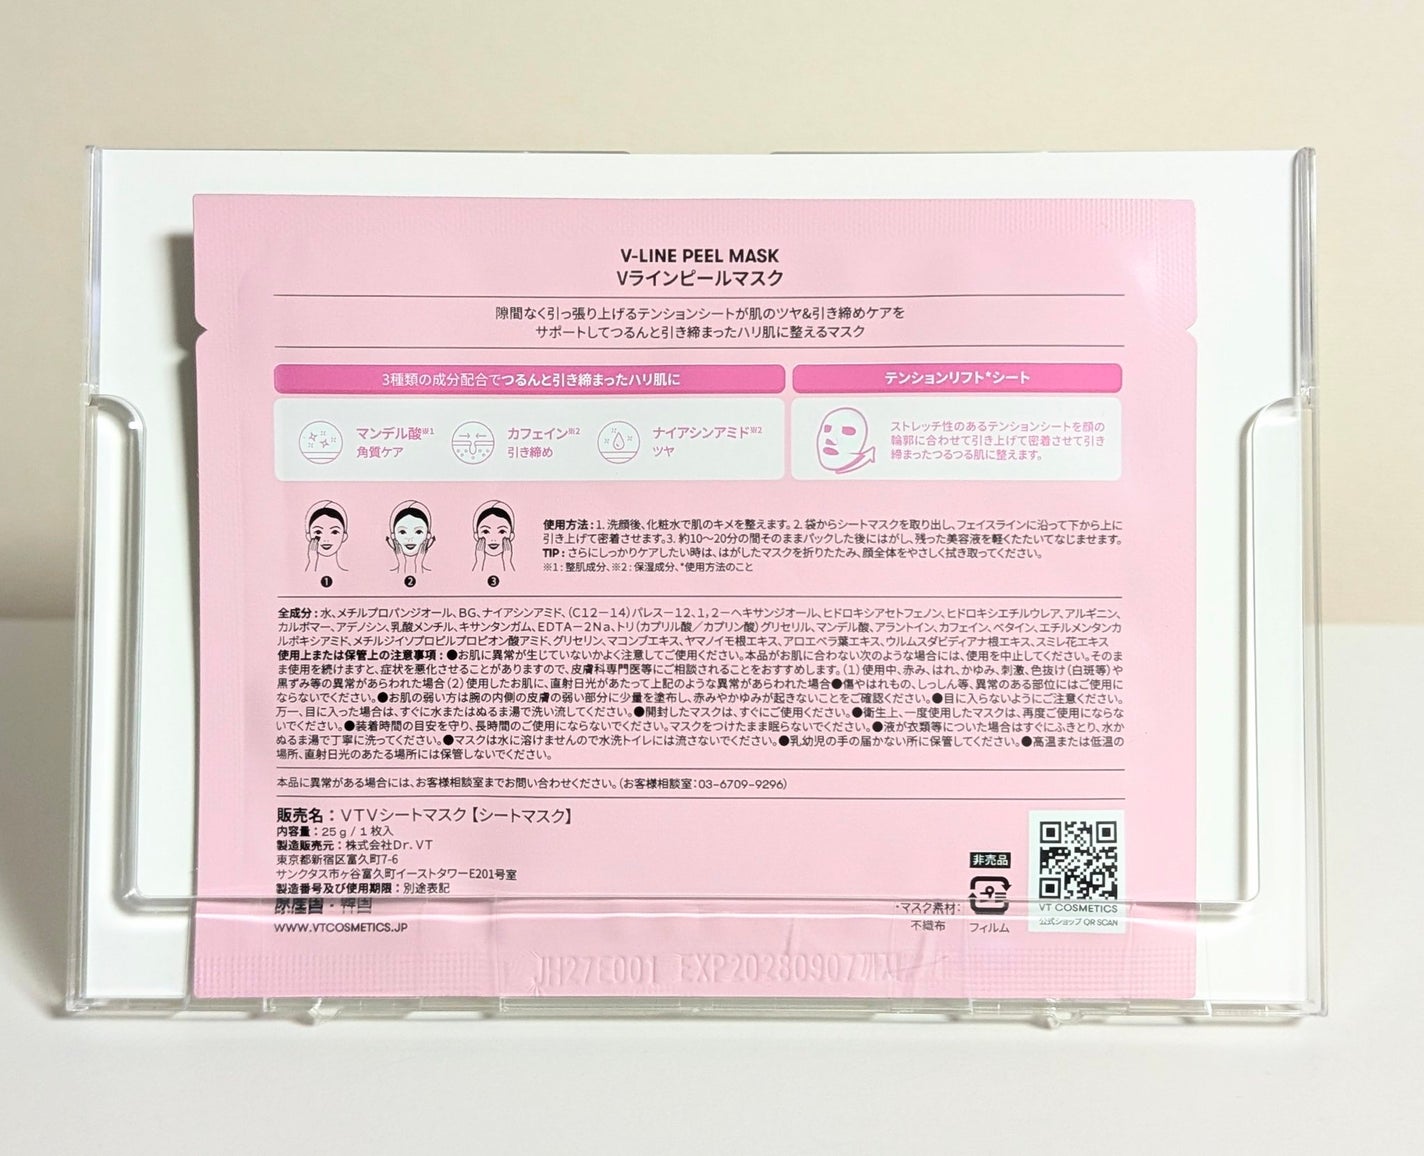 V-LINE PEEL MASK
Vラインピールマスク
隙間なく引っ張り上げるテンションシートが肌のツヤ&引き締めケアを
サポートしてつるんと引き締まったハリ肌に整えるマスク
3種類の成分配合でつるんと引き締まったハリ肌に
マンデル酸※1
角質ケア
カフェイン※2
引き締め
ナイアシンアミド※2
ツヤ
テンションリフト*シート
ストレッチ性のあるテンションシートを顔の
輪郭に合わせて引き上げて密着させて引き
締まったつるつる肌に整えます。
❶ ❷ ❸
使用方法：1. 洗顔後、化粧水で肌のキメを整えます。2. 袋からシートマスクを取り出し、フェイスラインに沿って下から上に
引き上げて密着させます。3. 約10～20分の間そのままパックした後にはがし、残った美容液を軽くたたいてなじませます。
TIP：さらにしっかりケアしたい時は、はがしたマスクを折りたたみ、顔全体をやさしく拭き取ってください。
※1：整肌成分、※2：保湿成分、*使用方法のこと
全成分：水、メチルプロパンジオール、BG、ナイアシンアミド、（C12－14）パレス－12、1，2－ヘキサンジオール、ヒドロキシアセトフェノン、ヒドロキシエチルウレア、アルギニン、
カルボマー、アデノシン、乳酸メンチル、キサンタンガム、EDTA－2Na、トリ（カプリル酸／カプリン酸）グリセリル、マンデル酸、アラントイン、カフェイン、ベタイン、エチルメンタンカ
ルボキシアミド、メチルジイソプロピルプロピオン酸アミド、グリセリン、マコンブエキス、ヤマノイモ根エキス、アロエベラ葉エキス、ウルムスダビディアナ根エキス、スミレ花エキス
使用上または保管上の注意事項：●お肌に異常が生じていないかよく注意してご使用ください。本品がお肌に合わない次のような場合には、使用を中止してください。そのま
ま使用を続けますと、症状を悪化させることがありますので、皮膚科専門医等にご相談されることをおすすめします。（1）使用中、赤み、はれ、かゆみ、刺激、色抜け（白斑等）や
黒ずみ等の異常があらわれた場合（2）使用したお肌に、直射日光があたって上記のような異常があらわれた場合●傷やはれもの、しっしん等、異常のある部位にはご使用に
ならないでください。●お肌の弱い方は腕の内側の皮膚の弱い部分に少量を塗布し、赤みやかゆみが起きないことをご確認ください。●目に入らないようにご注意ください。
万一、目に入った場合は、すぐに水またはぬるま湯で洗い流してください。●開封したマスクは、すぐにご使用ください。●衛生上、一度使用したマスクは、再度ご使用にならな
いでください。●装着時間の目安を守り、長時間のご使用にならないでください。マスクをつけたまま眠らないでください。●液が衣類等についた場合はすぐにふきとり、水か
ぬるま湯で丁寧に洗ってください。●マスクは水に溶けませんので水洗トイレには流さないでください。●乳幼児の手の届かない所に保管してください。●高温または低温の
場所、直射日光のあたる場所には保管しないでください。
本品に異常がある場合には、お客様相談室までお問い合わせください。（お客様相談室：03-6709-9296）
販売名：VTVシートマスク【シートマスク】
内容量：25g / 1枚入
製造販売元：株式会社Dr. VT
東京都新宿区富久町7-6
サンクタス市ヶ谷富久町イーストタワーE201号室
製造番号及び使用期限：別途表記
原産国：韓国
WWW.VTCOSMETICS.JP
非売品
・マスク素材：
不織布
プラ
フィルム
VT COSMETICS
公式ショップ QR SCAN
JH27E001 EXP20280907까지